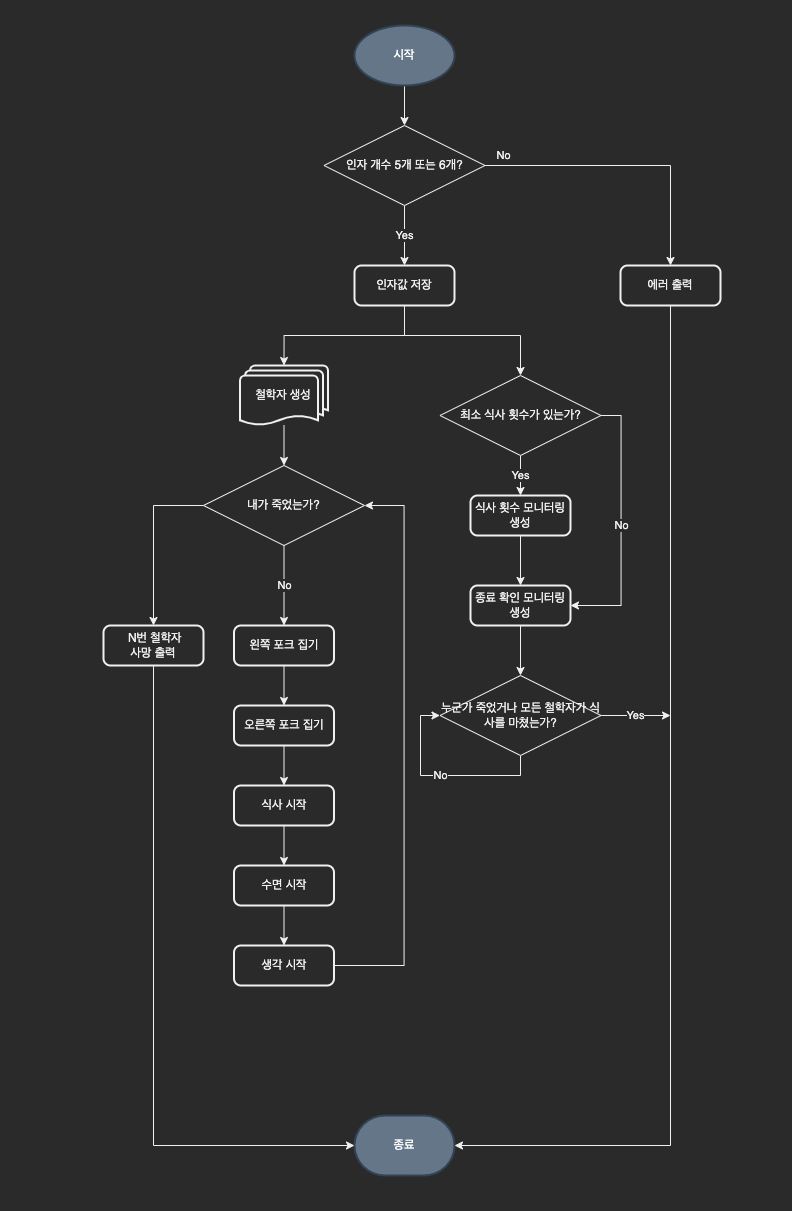 시작
인자 개수 5개 또는 6개?
No
Yes
인자값 저장
에러 출력
철학자 생성
최소 식사 횟수가 있는가?
Yes
내가 죽었는가?
식사 횟수 모니터링
생성
No
No
종료 확인 모니터링
생성
N번 철학자
사망 출력
왼쪽 포크 집기
누군가 죽었거나 모든 철학자가 식
사를 마쳤는가?
Yes
오른쪽 포크 집기
No
식사 시작
수면 시작
생각 시작
종료